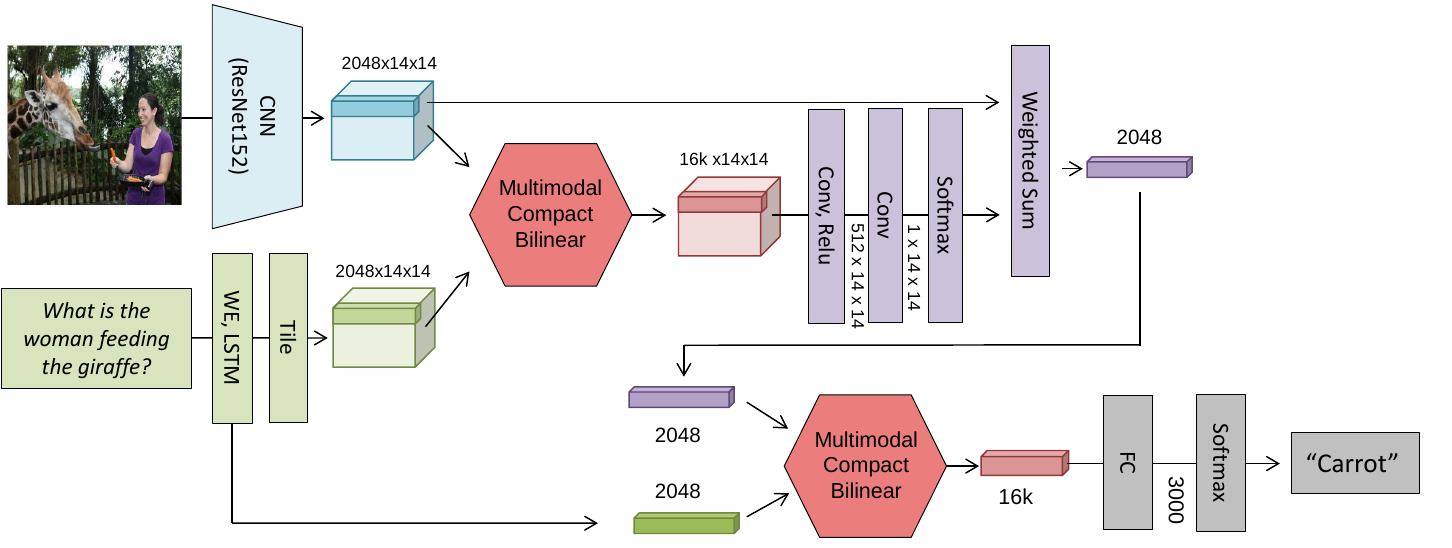 CNN
(ResNet152)
2048x14x14
What is the
woman feeding
the giraffe?
WE, LSTM
Tile
2048x14x14
Multimodal
Compact
Bilinear
16k x14x14
Conv, Relu
512 x 14 x 14
Conv
1 x 14 x 14
Softmax
Weighted Sum
2048
2048
2048
Multimodal
Compact
Bilinear
16k
FC
3000
Softmax
“Carrot”